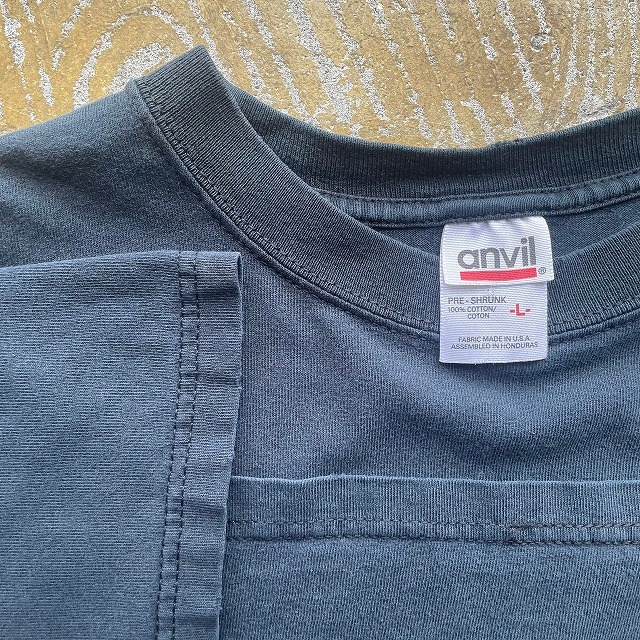 anvil®
PRE-SHRUNK
100% COTTON/
COTON
-L-
FABRIC MADE IN U.S.A
ASSEMBLED IN HONDURAS